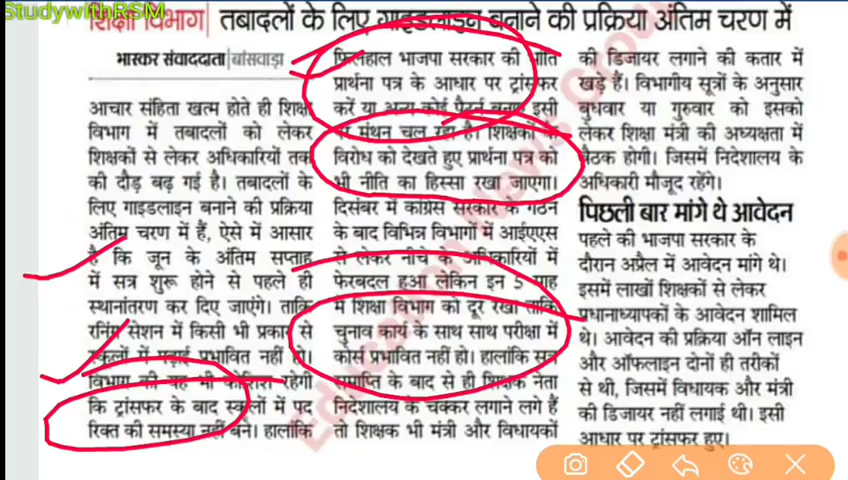 StudywithRSM
शिक्षा विभाग| तबादलों के लिए गाइडलाइन बनाने की प्रक्रिया अंतिम चरण में
भास्कर संवाददाता|बांसवाड़ा
आचार संहिता खत्म होते ही शिक्षा
विभाग में तबादलों को लेकर
शिक्षकों से लेकर अधिकारियों तक
की दौड़ बढ़ गई है। तबादलों के
लिए गाइडलाइन बनाने की प्रक्रिया
अंतिम चरण में हैं, ऐसे में आसार
है कि जून के अंतिम सप्ताह
में सत्र शुरू होने से पहले ही
स्थानांतरण कर दिए जाएंगे। ताकि
रनिंग सेशन में किसी भी प्रकार से
स्कूलों में पढ़ाई प्रभावित नहीं हो।
विभाग की यह भी कोशिश रहेगी
कि ट्रांसफर के बाद स्कूलों में पद
रिक्त की समस्या नहीं बने। हालांकि
फिलहाल भाजपा सरकार की भांति
प्रार्थना पत्र के आधार पर ट्रांसफर
करें या अन्य कोई पैटर्न बनाए इसी
पर मंथन चल रहा है। शिक्षकों के
विरोध को देखते हुए प्रार्थना पत्र को
भी नीति का हिस्सा रखा जाएगा।
दिसंबर में कांग्रेस सरकार के गठन
के बाद विभिन्न विभागों में आईएएस
से लेकर नीचे के अधिकारियों में
फेरबदल हुआ लेकिन इन 5 माह
में शिक्षा विभाग को दूर रखा ताकि
चुनाव कार्य के साथ साथ परीक्षा में
कोर्स प्रभावित नहीं हो। हालांकि सत्र
समाप्ति के बाद से ही शिक्षक नेता
निदेशालय के चक्कर लगाने लगे हैं
तो शिक्षक भी मंत्री और विधायकों
की डिजायर लगाने की कतार में
खड़े हैं। विभागीय सूत्रों के अनुसार
बुधवार या गुरुवार को इसको
लेकर शिक्षा मंत्री की अध्यक्षता में
बैठक होगी। जिसमें निदेशालय के
अधिकारी मौजूद रहेंगे।
पिछली बार मांगे थे आवेदन
पहले की भाजपा सरकार के
दौरान अप्रैल में आवेदन मांगे थे।
इसमें लाखों शिक्षकों से लेकर
प्रधानाध्यापकों के आवेदन शामिल
थे। आवेदन की प्रक्रिया ऑन लाइन
और ऑफलाइन दोनों ही तरीकों
से थी, जिसमें विधायक और मंत्री
की डिजायर नहीं लगाई थी। इसी
आधार पर ट्रांसफर हुए।
Education News Group